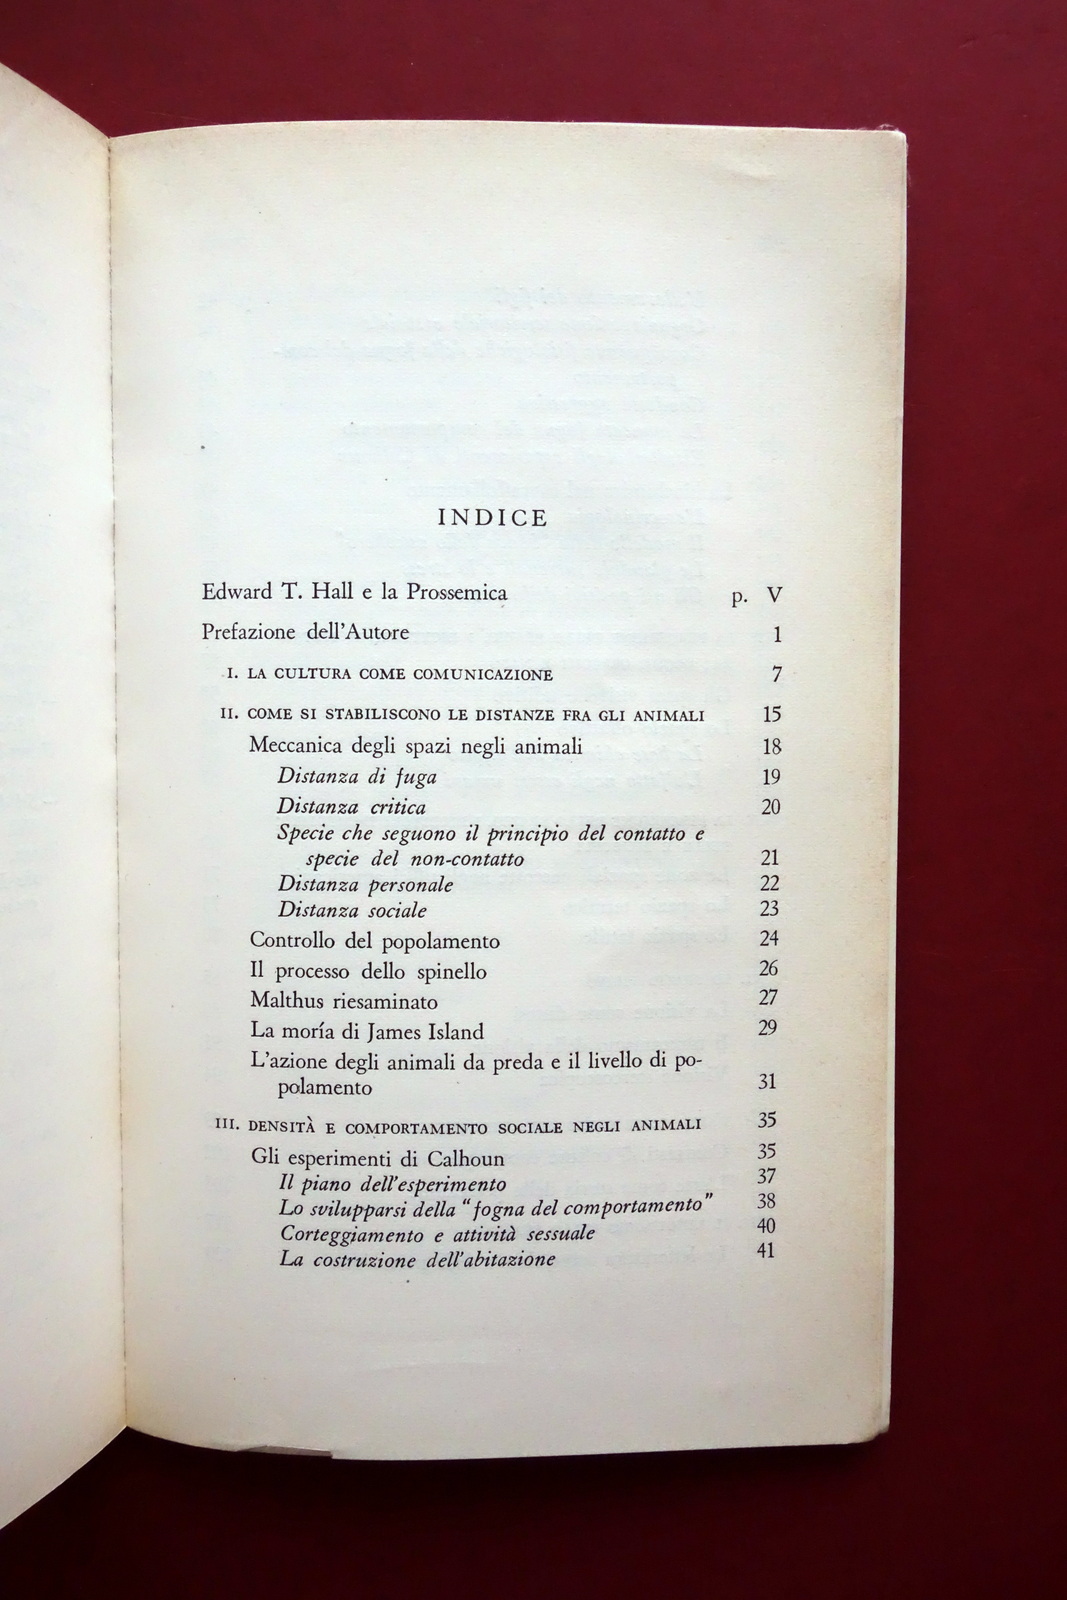 INDICE
Edward T. Hall e la Prossemica p. V
Prefazione dell'Autore 1
I. LA CULTURA COME COMUNICAZIONE 7
II. COME SI STABILISCONO LE DISTANZE FRA GLI ANIMALI 15
Meccanica degli spazi negli animali 18
Distanza di fuga 19
Distanza critica 20
Specie che seguono il principio del contatto e
specie del non-contatto 21
Distanza personale 22
Distanza sociale 23
Controllo del popolamento 24
Il processo dello spinello 26
Malthus riesaminato 27
La moría di James Island 29
L'azione degli animali da preda e il livello di po-
polamento 31
III. DENSITÀ E COMPORTAMENTO SOCIALE NEGLI ANIMALI 35
Gli esperimenti di Calhoun 35
Il piano dell'esperimento 37
Lo svilupparsi della "fogna del comportamento" 38
Corteggiamento e attività sessuale 40
La costruzione dell'abitazione 41